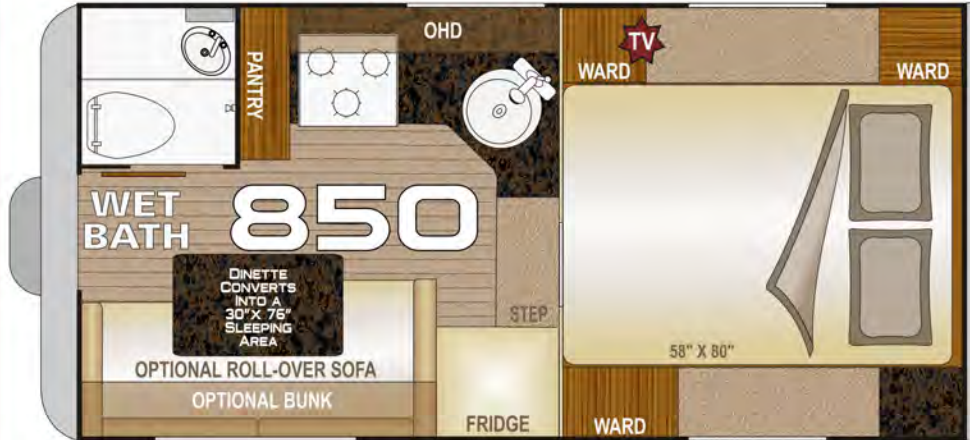 OHD
TV
WARD
WARD
PANTRY
WET
BATH
850
DINETTE
CONVERTS
INTO A
30"X 76"
SLEEPING
AREA
STEP
58" X 80"
OPTIONAL ROLL-OVER SOFA
OPTIONAL BUNK
FRIDGE
WARD